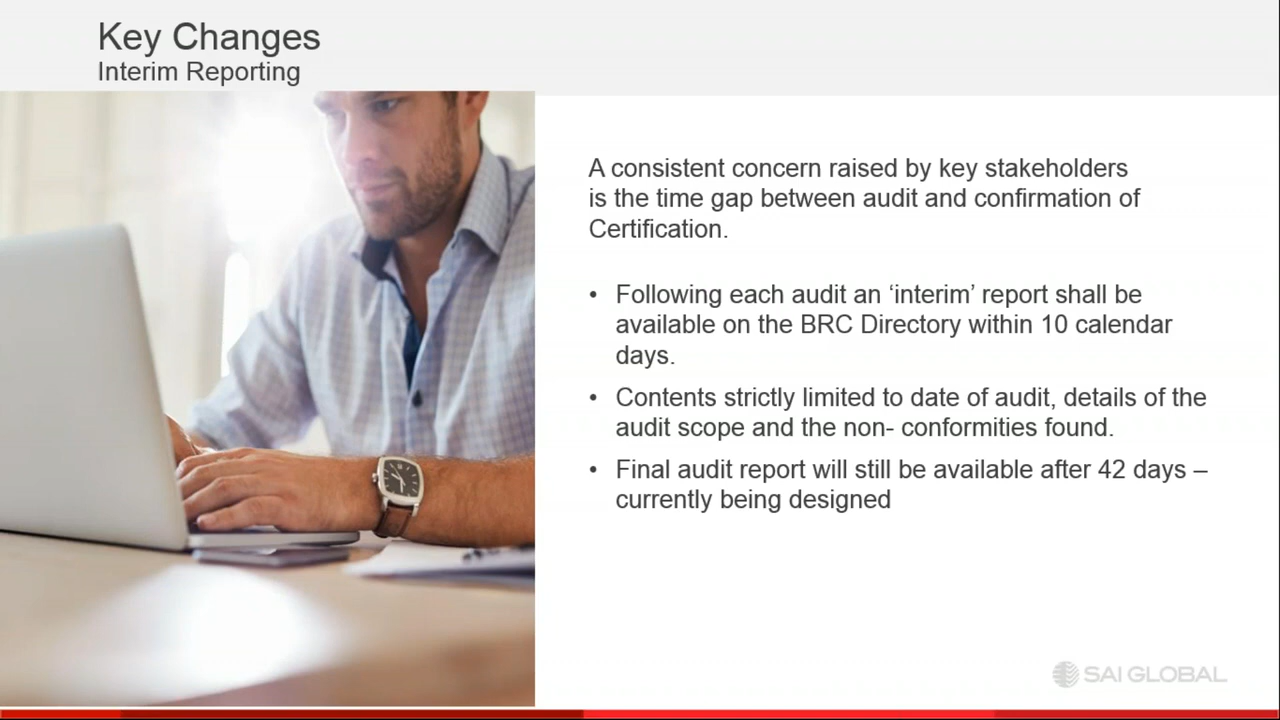 Key Changes
Interim Reporting
A consistent concern raised by key stakeholders
is the time gap between audit and confirmation of
Certification.
• Following each audit an ‘interim’ report shall be
available on the BRC Directory within 10 calendar
days.
• Contents strictly limited to date of audit, details of the
audit scope and the non- conformities found.
• Final audit report will still be available after 42 days –
currently being designed
SAI GLOBAL